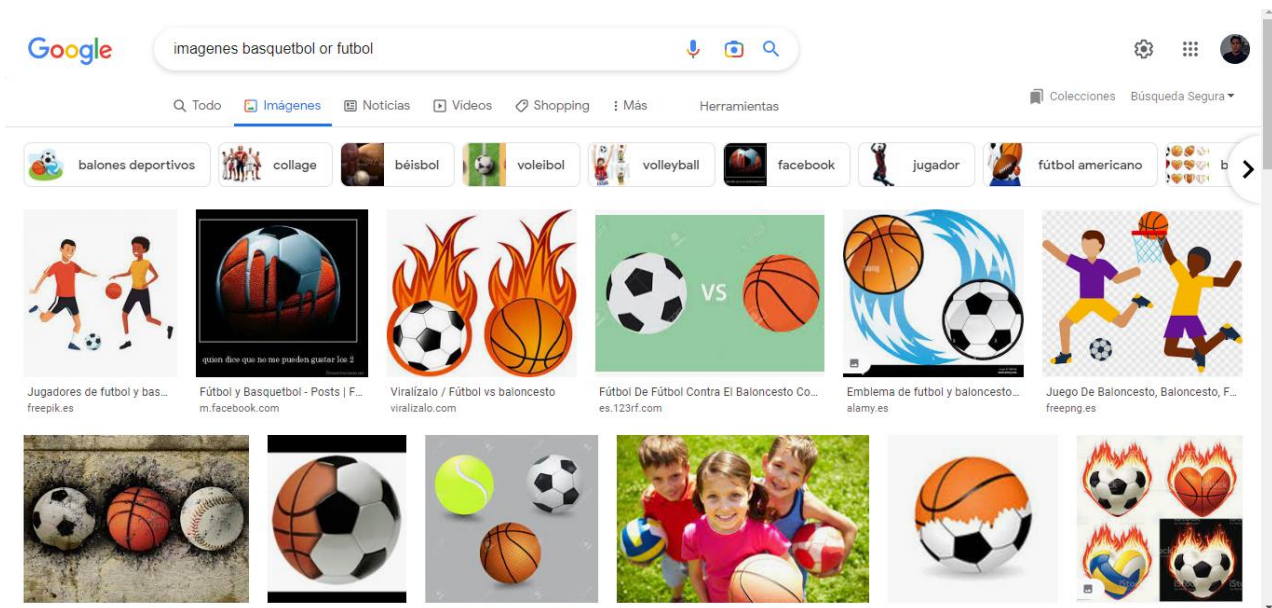 Google
imagenes basquetbol or futbol
Todo
Imágenes
Noticias
Videos
Shopping
Más
Herramientas
Colecciones
Búsqueda Segura
balones deportivos
collage
béisbol
voleibol
volleyball
facebook
jugador
fútbol americano
b
quien dice que no me pueden gustar los 2
VS
Jugadores de futbol y bas...
freepik.es
Fútbol y Basquetbol - Posts | F...
m.facebook.com
Viralízalo / Fútbol vs baloncesto
viralizalo.com
Fútbol De Fútbol Contra El Baloncesto Co...
es.123rf.com
Emblema de futbol y baloncesto...
alamy.es
Juego De Baloncesto, Baloncesto, F...
freepng.es
iStock